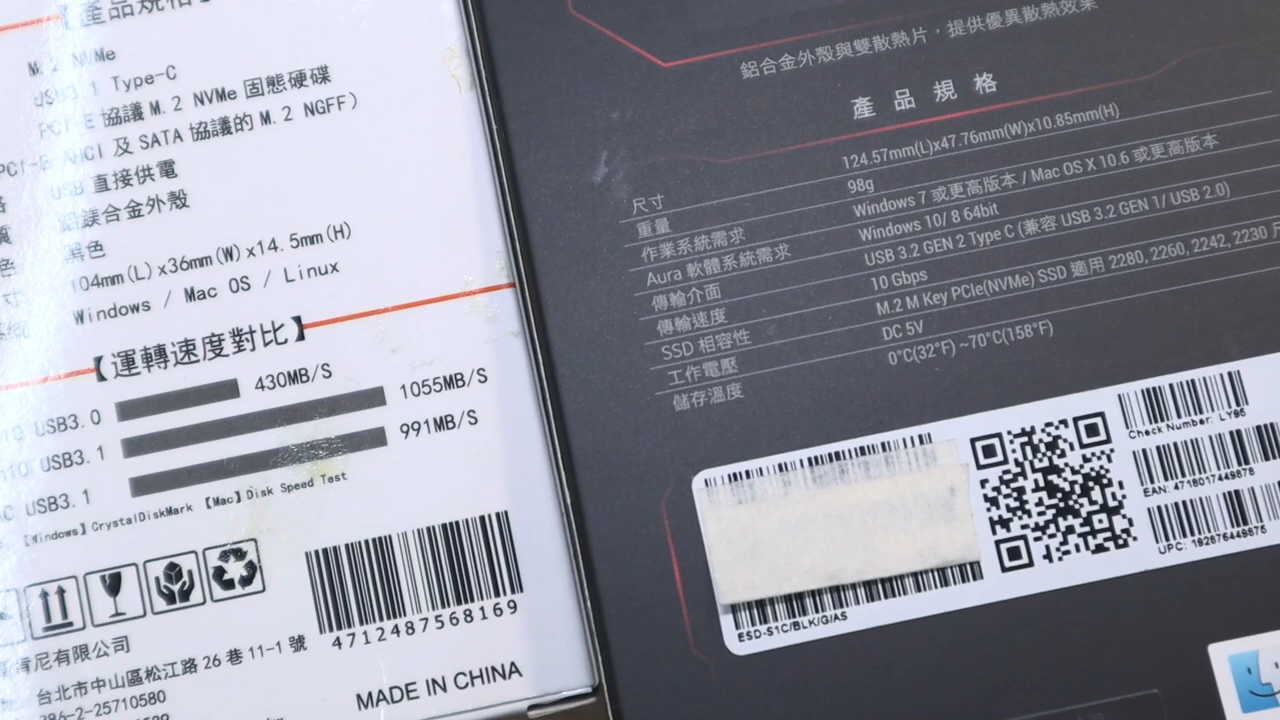 【產品規格】
M.2 NVMe
USB3.1 Type-C
PCI-E 協議 M.2 NVMe 固態硬碟
PCI-E AHCI 及 SATA 協議的 M.2 NGFF)
USB 直接供電
鋁鎂合金外殼
黑色
104mm(L)x36mm(W)x14.5mm(H)
Windows / Mac OS / Linux
【運轉速度對比】
USB3.0 430MB/S
USB3.1 1055MB/S
USB3.1 991MB/S
【Windows】CrystalDiskMark 【Mac】Disk Speed Test
4712487568169
肯尼有限公司
台北市中山區松江路 26 巷 11-1 號
886-2-25710580
MADE IN CHINA
鋁合金外殼與雙散熱片，提供優異散熱效果
產品規格
尺寸 124.57mm(L)x47.76mm(W)x10.85mm(H)
重量 98g
作業系統需求 Windows 7 或更高版本 / Mac OS X 10.6 或更高版本
Aura 軟體系統需求 Windows 10/ 8 64bit
傳輸介面 USB 3.2 GEN 2 Type C (兼容 USB 3.2 GEN 1/ USB 2.0)
傳輸速度 10 Gbps
SSD 相容性 M.2 M Key PCIe(NVMe) SSD 適用 2280, 2260, 2242, 2230
工作電壓 DC 5V
儲存溫度 0°C(32°F) ~70°C(158°F)
Check Number: LY95
EAN: 4718017449878
UPC: 192876449875
ESD-S1C/BLK/G/AS